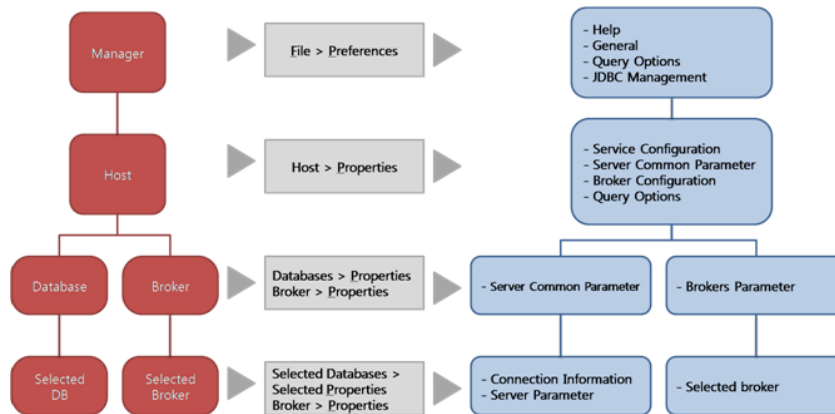 Manager
File > Preferences
- Help
- General
- Query Options
- JDBC Management
Host
Host > Properties
- Service Configuration
- Server Common Parameter
- Broker Configuration
- Query Options
Database
Broker
Databases > Properties
Broker > Properties
- Server Common Parameter
- Brokers Parameter
Selected
DB
Selected
Broker
Selected Databases >
Selected Properties
Broker > Properties
- Connection Information
- Server Parameter
- Selected broker